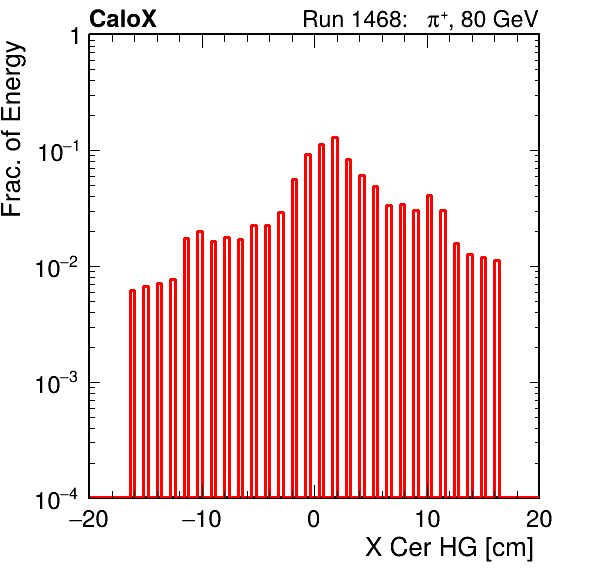 CaloX Run 1468: π⁺, 80 GeV
Frac. of Energy
1
10⁻¹
10⁻²
10⁻³
10⁻⁴
−20 −10 0 10 20
X Cer HG [cm]